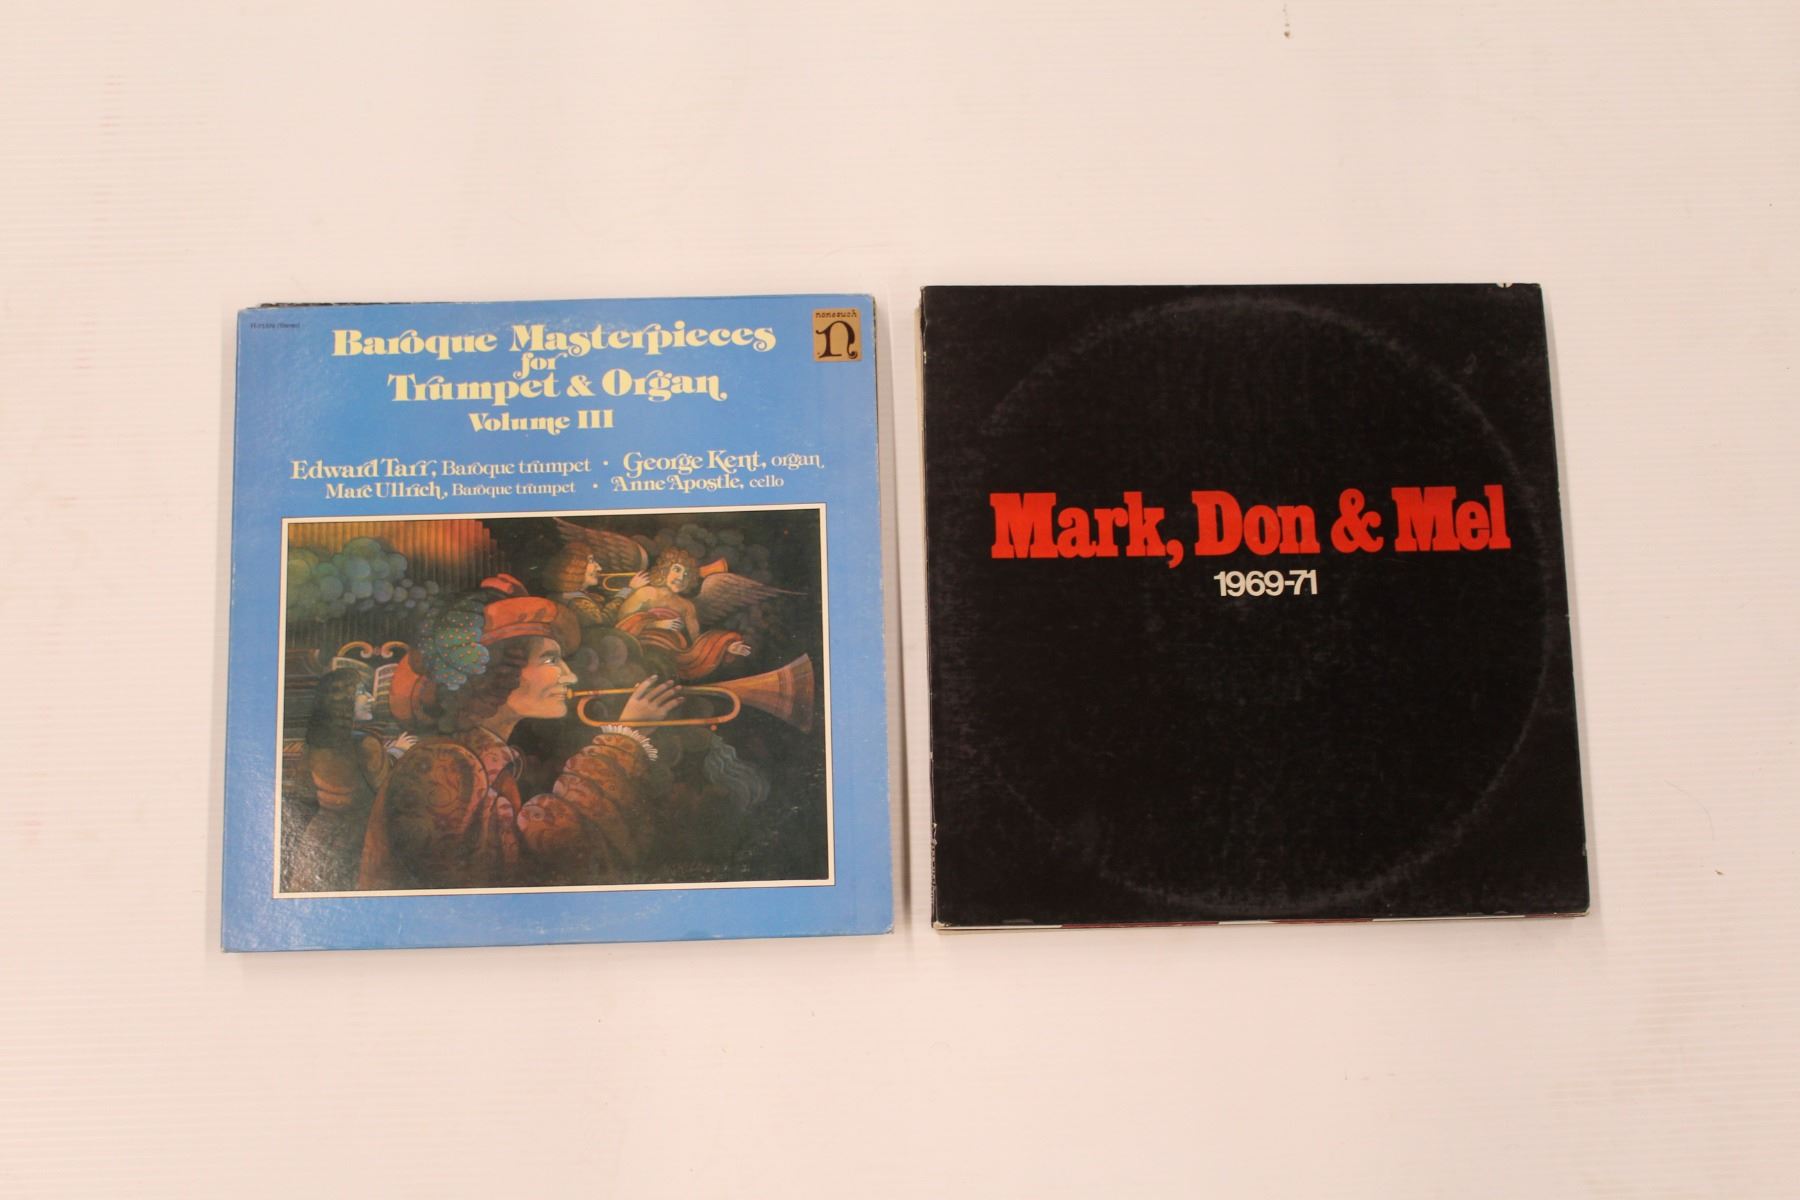 Baroque Masterpieces
for
Trumpet & Organ
Volume III
nonesuch
n
Edward Tarr, Baroque trumpet • George Kent, organ
Marc Ullrich, Baroque trumpet • Anne Apostle, cello
Mark, Don & Mel
1969-71